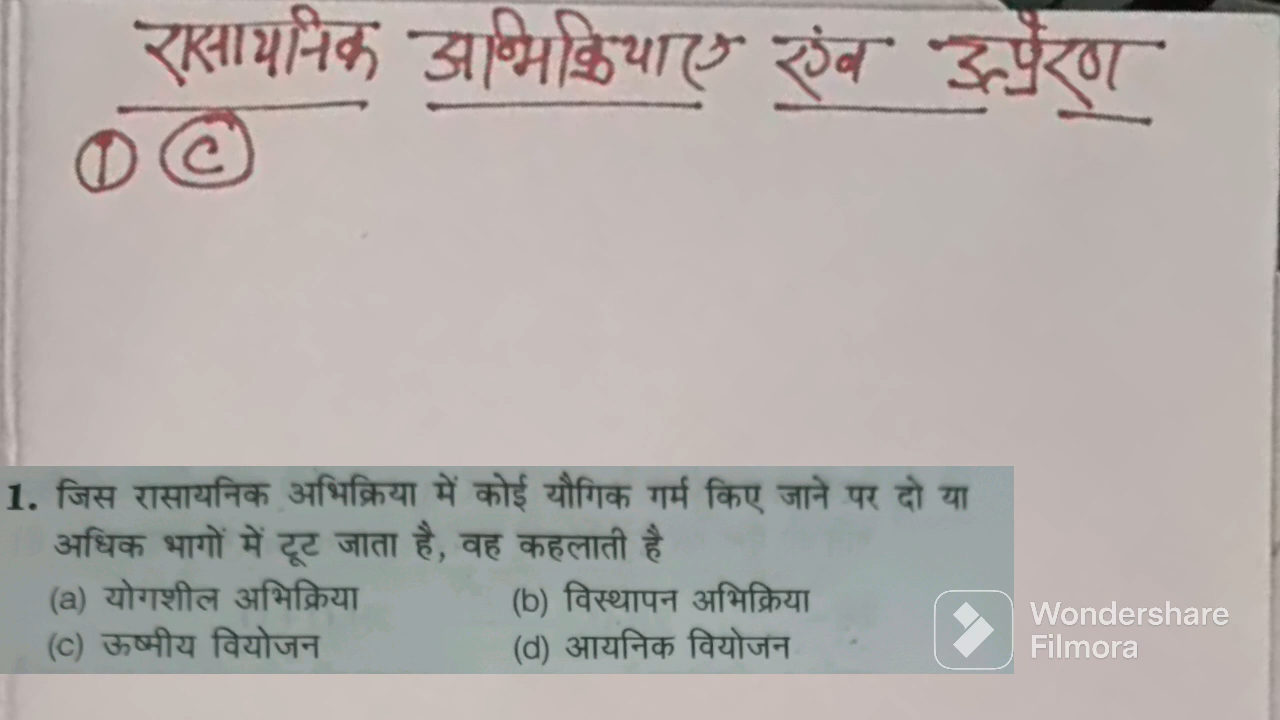 रासायनिक अभिक्रियाए एंव उत्प्रेरण
① ⓒ
1. जिस रासायनिक अभिक्रिया में कोई यौगिक गर्म किए जाने पर दो या
अधिक भागों में टूट जाता है, वह कहलाती है
(a) योगशील अभिक्रिया (b) विस्थापन अभिक्रिया
(c) ऊष्मीय वियोजन (d) आयनिक वियोजन
Wondershare
Filmora